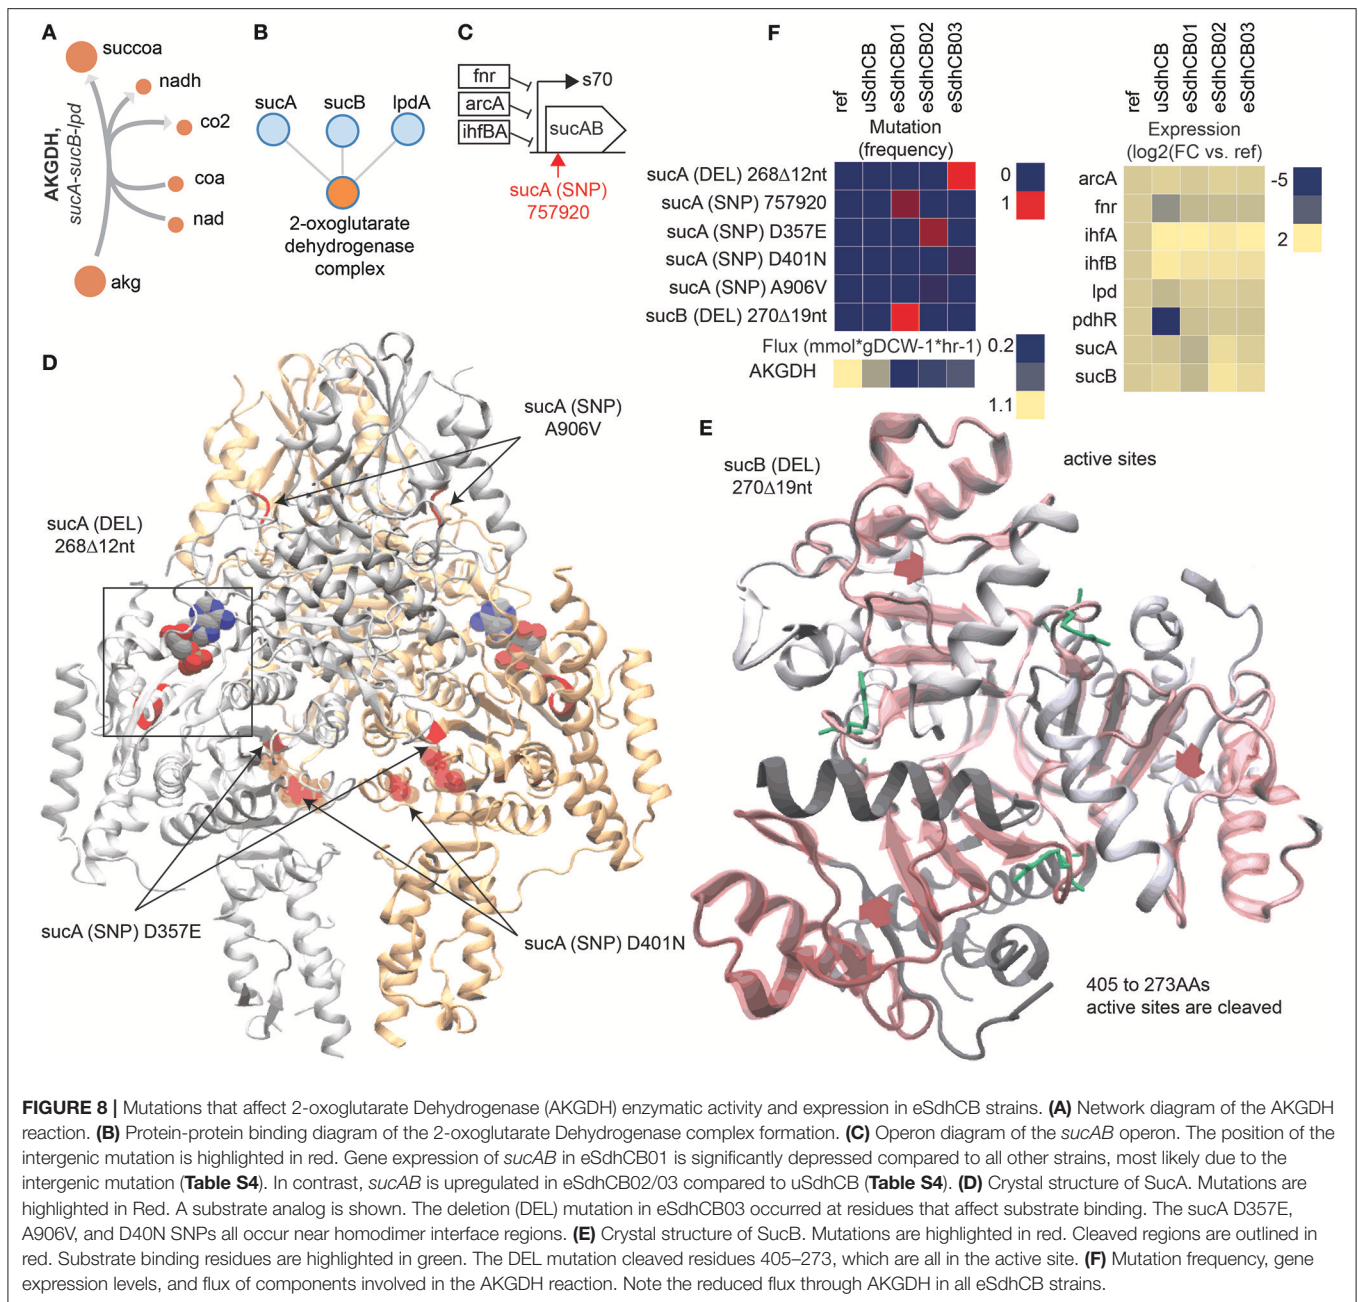 A
succoa
nadh
co2
coa
nad
akg
AKGDH,
sucA-sucB-lpd
B
sucA
sucB
lpdA
2-oxoglutarate
dehydrogenase
complex
C
fnr
arcA
ihfBA
s70
sucAB
sucA (SNP)
757920
F
ref
uSdhCB
eSdhCB01
eSdhCB02
eSdhCB03
Mutation
(frequency)
sucA (DEL) 268Δ12nt
sucA (SNP) 757920
sucA (SNP) D357E
sucA (SNP) D401N
sucA (SNP) A906V
sucB (DEL) 270Δ19nt
0
1
Flux (mmol*gDCW-1*hr-1)
AKGDH
0.2
1.1
ref
uSdhCB
eSdhCB01
eSdhCB02
eSdhCB03
Expression
(log2(FC vs. ref)
arcA
fnr
ihfA
ihfB
lpd
pdhR
sucA
sucB
-5
2
D
sucA (SNP)
A906V
sucA (DEL)
268Δ12nt
sucA (SNP) D357E
sucA (SNP) D401N
E
sucB (DEL)
270Δ19nt
active sites
405 to 273AAs
active sites are cleaved
FIGURE 8 | Mutations that affect 2-oxoglutarate Dehydrogenase (AKGDH) enzymatic activity and expression in eSdhCB strains. (A) Network diagram of the AKGDH
reaction. (B) Protein-protein binding diagram of the 2-oxoglutarate Dehydrogenase complex formation. (C) Operon diagram of the sucAB operon. The position of the
intergenic mutation is highlighted in red. Gene expression of sucAB in eSdhCB01 is significantly depressed compared to all other strains, most likely due to the
intergenic mutation (Table S4). In contrast, sucAB is upregulated in eSdhCB02/03 compared to uSdhCB (Table S4). (D) Crystal structure of SucA. Mutations are
highlighted in Red. A substrate analog is shown. The deletion (DEL) mutation in eSdhCB03 occurred at residues that affect substrate binding. The sucA D357E,
A906V, and D40N SNPs all occur near homodimer interface regions. (E) Crystal structure of SucB. Mutations are highlighted in red. Cleaved regions are outlined in
red. Substrate binding residues are highlighted in green. The DEL mutation cleaved residues 405–273, which are all in the active site. (F) Mutation frequency, gene
expression levels, and flux of components involved in the AKGDH reaction. Note the reduced flux through AKGDH in all eSdhCB strains.